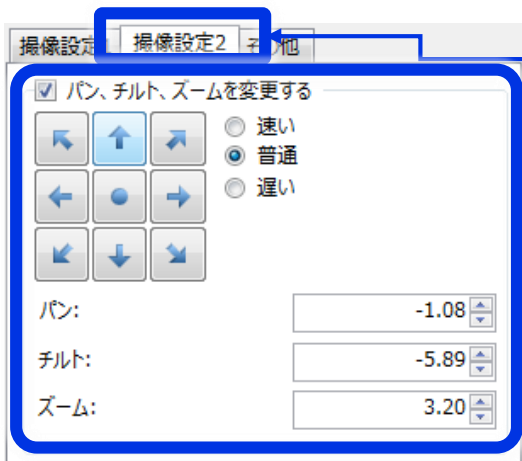 撮像設定 撮像設定2 その他
パン、チルト、ズームを変更する
速い
普通
遅い
パン: -1.08
チルト: -5.89
ズーム: 3.20